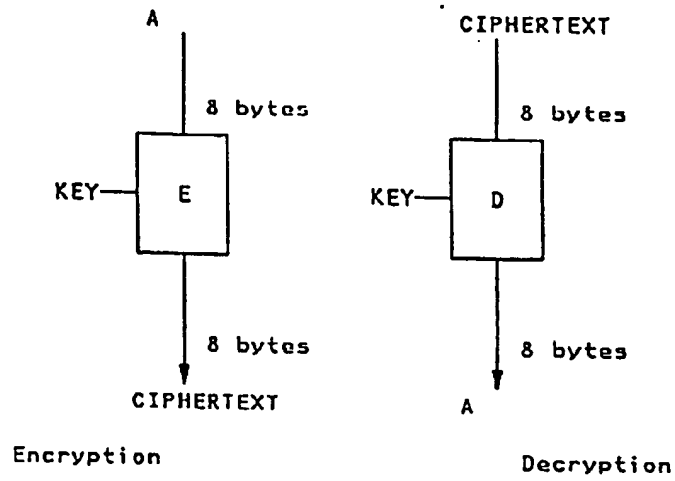 A
8 bytes
KEY
E
8 bytes
CIPHERTEXT
Encryption
CIPHERTEXT
8 bytes
KEY
D
8 bytes
A
Decryption